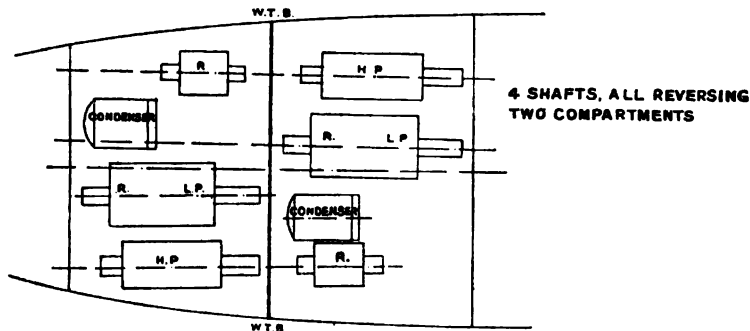 W.T.B.
R
H P
4 SHAFTS, ALL REVERSING
TWO COMPARTMENTS
CONDENSER
R. L P
R. L.P.
CONDENSER
H.P
R.
W.T.B